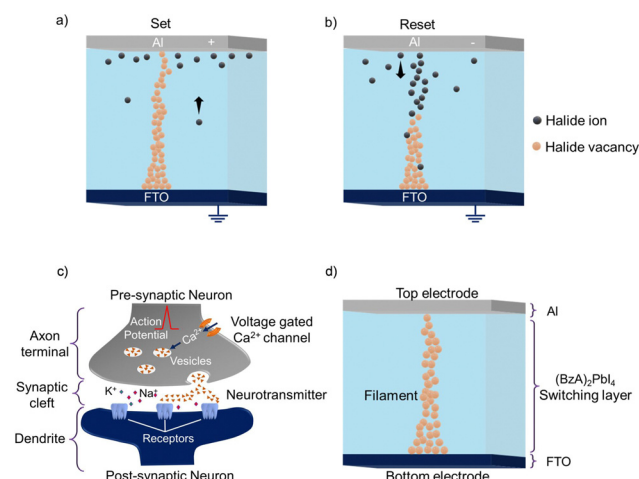 a)
Set
Al
+
FTO
b)
Reset
Al
-
FTO
Halide ion
Halide vacancy
c)
Pre-synaptic Neuron
Action
Potential
Ca²⁺
Voltage gated
Ca²⁺ channel
Axon
terminal
Vesicles
Synaptic
cleft
K⁺
Na⁺
Neurotransmitter
Dendrite
Receptors
Post-synaptic Neuron
d)
Top electrode
Al
Filament
(BzA)₂PbI₄
Switching layer
FTO
Bottom electrode